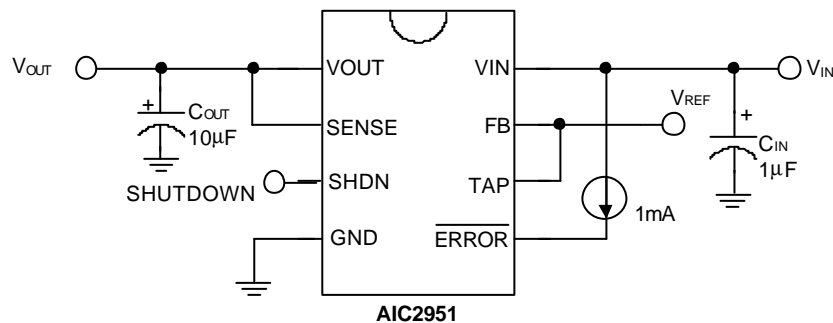 VOUT
VOUT
VIN
VIN
VREF
+
COUT
10µF
SENSE
FB
+
CIN
1µF
SHUTDOWN
SHDN
TAP
1mA
GND
ERROR
AIC2951